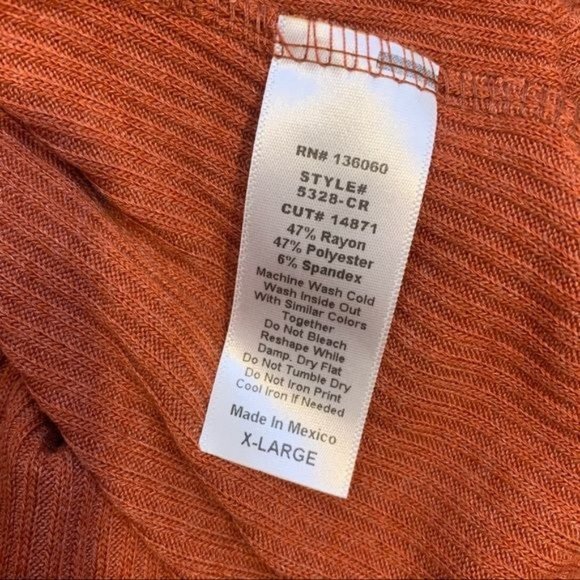 RN# 136060
STYLE#
5328-CR
CUT# 14871
47% Rayon
47% Polyester
6% Spandex
Machine Wash Cold
Wash Inside Out
With Similar Colors
Together
Do Not Bleach
Reshape While
Damp. Dry Flat
Do Not Tumble Dry
Do Not Iron Print
Cool Iron If Needed
Made In Mexico
X-LARGE